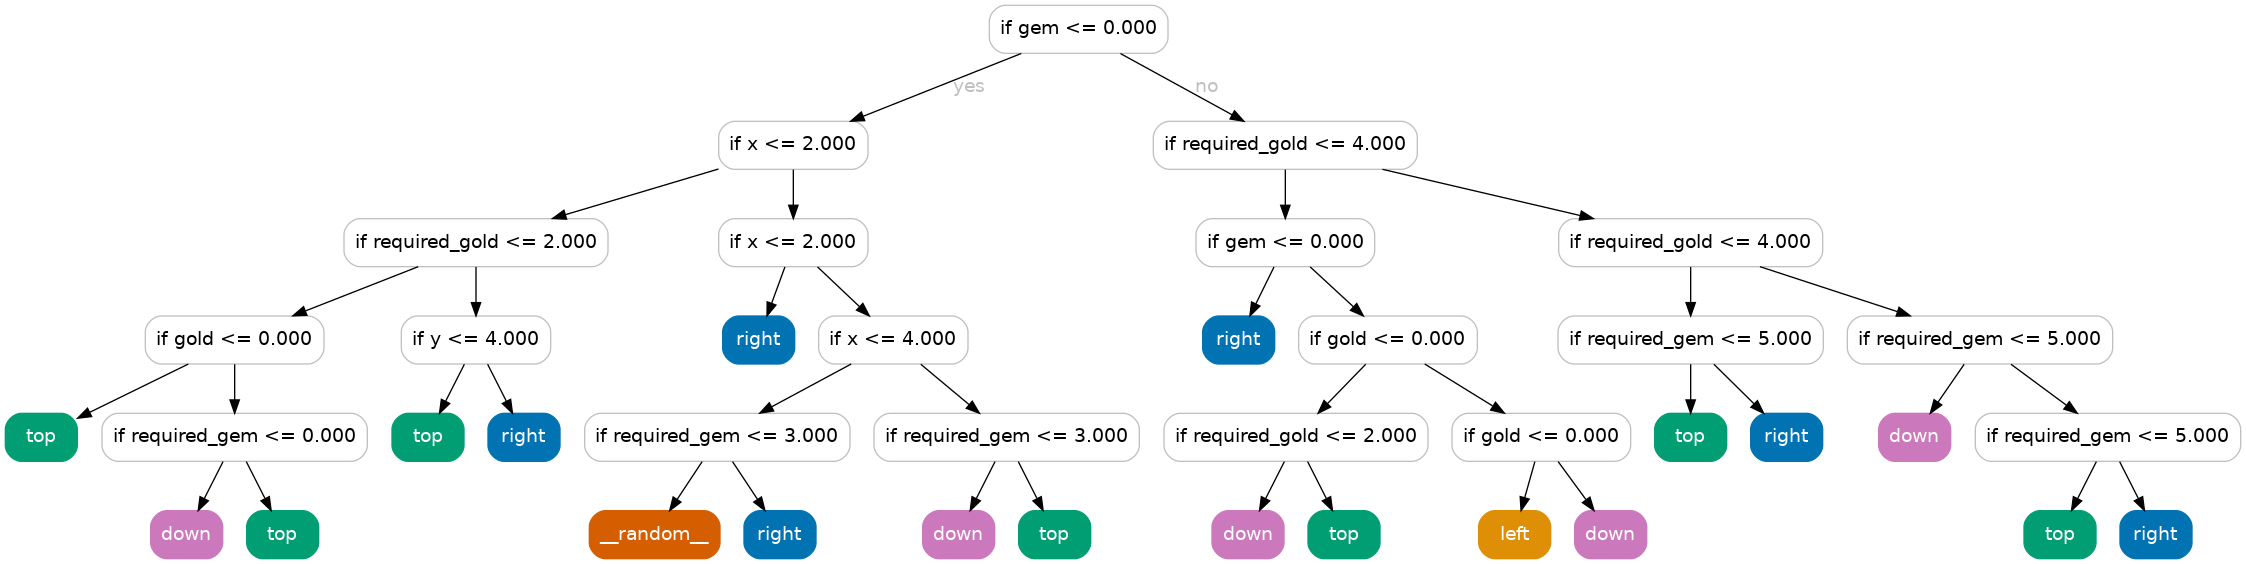 if gem <= 0.000
yes
no
if x <= 2.000
if required_gold <= 4.000
if required_gold <= 2.000
if x <= 2.000
if gem <= 0.000
if required_gold <= 4.000
if gold <= 0.000
if y <= 4.000
right
if x <= 4.000
right
if gold <= 0.000
if required_gem <= 5.000
if required_gem <= 5.000
top
if required_gem <= 0.000
top
right
if required_gem <= 3.000
if required_gem <= 3.000
if required_gold <= 2.000
if gold <= 0.000
top
right
down
if required_gem <= 5.000
down
top
__random__
right
down
top
down
top
left
down
top
right